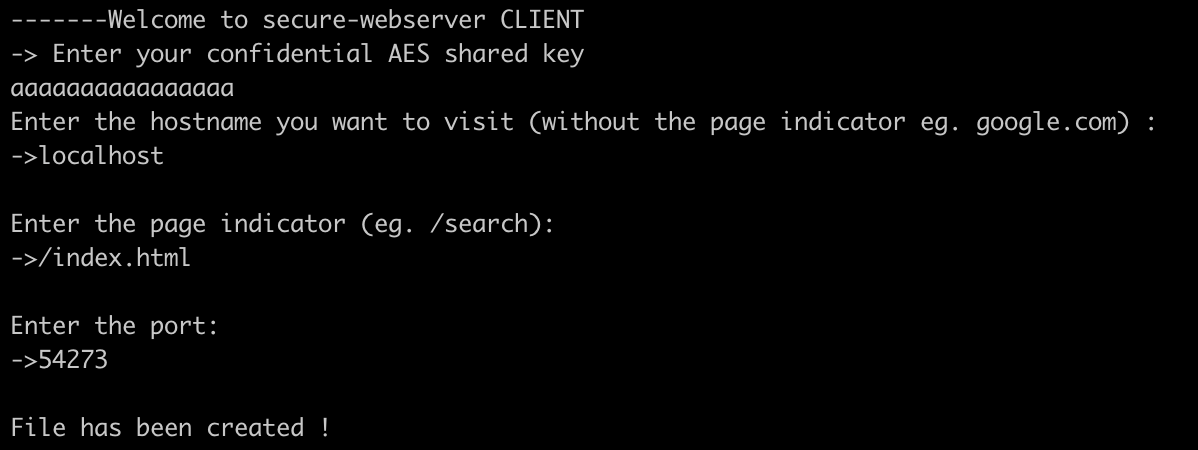 -------Welcome to secure-webserver CLIENT
-> Enter your confidential AES shared key
aaaaaaaaaaaaaaaa
Enter the hostname you want to visit (without the page indicator eg. google.com) :
->localhost
Enter the page indicator (eg. /search):
->/index.html
Enter the port:
->54273
File has been created !